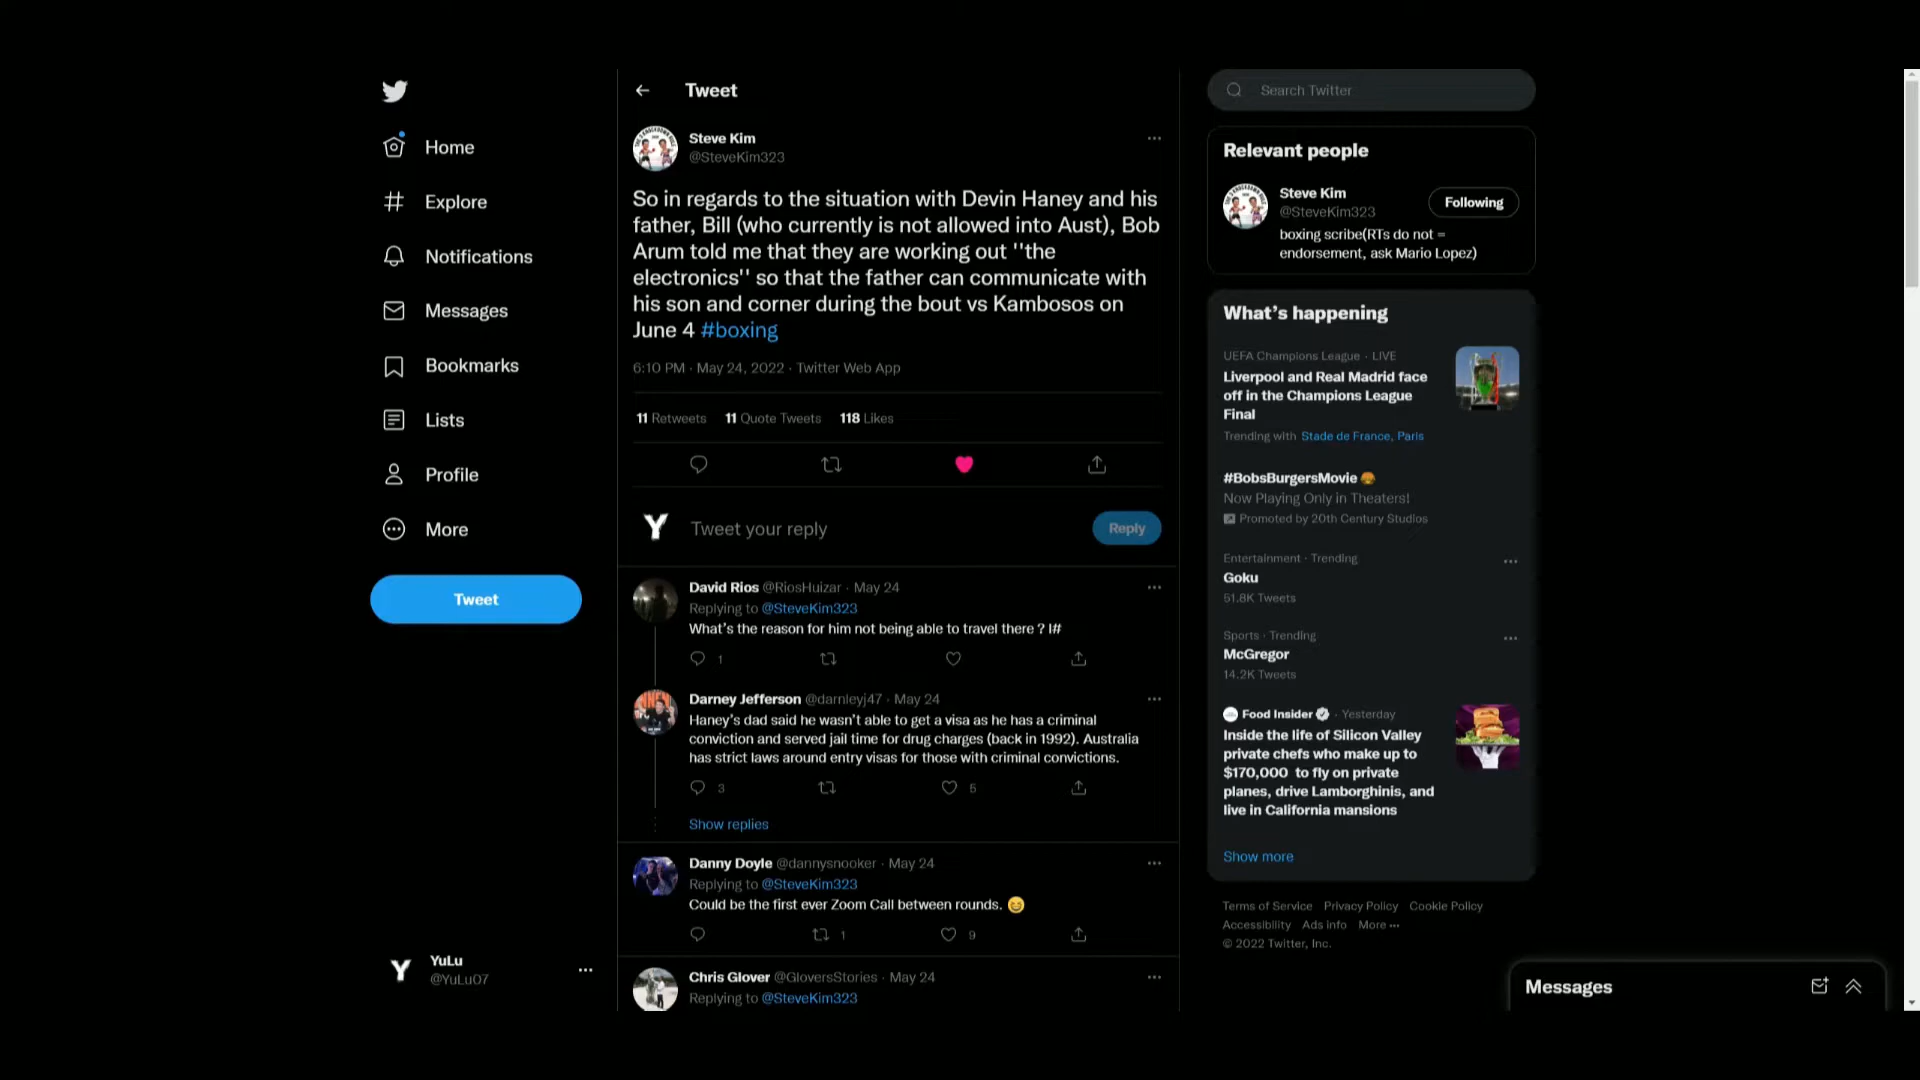 Home
Explore
Notifications
Messages
Bookmarks
Lists
Profile
More
Tweet
YuLu
@YuLu07
Tweet
Steve Kim
@SteveKim323
So in regards to the situation with Devin Haney and his
father, Bill (who currently is not allowed into Aust), Bob
Arum told me that they are working out ''the
electronics'' so that the father can communicate with
his son and corner during the bout vs Kambosos on
June 4 #boxing
6:10 PM · May 24, 2022 · Twitter Web App
11 Retweets 11 Quote Tweets 118 Likes
Tweet your reply
Reply
David Rios @RiosHuizar · May 24
Replying to @SteveKim323
What's the reason for him not being able to travel there ? I#
1
Darney Jefferson @darnleyj47 · May 24
Haney's dad said he wasn't able to get a visa as he has a criminal
conviction and served jail time for drug charges (back in 1992). Australia
has strict laws around entry visas for those with criminal convictions.
3 5
Show replies
Danny Doyle @dannysnooker · May 24
Replying to @SteveKim323
Could be the first ever Zoom Call between rounds. 😄
1 9
Chris Glover @GloversStories · May 24
Replying to @SteveKim323
Search Twitter
Relevant people
Steve Kim
@SteveKim323
Following
boxing scribe(RTs do not =
endorsement, ask Mario Lopez)
What's happening
UEFA Champions League · LIVE
Liverpool and Real Madrid face
off in the Champions League
Final
Trending with Stade de France, Paris
#BobsBurgersMovie 🍔
Now Playing Only in Theaters!
Promoted by 20th Century Studios
Entertainment · Trending
Goku
51.8K Tweets
Sports · Trending
McGregor
14.2K Tweets
Food Insider · Yesterday
Inside the life of Silicon Valley
private chefs who make up to
$170,000 to fly on private
planes, drive Lamborghinis, and
live in California mansions
Show more
Terms of Service Privacy Policy Cookie Policy
Accessibility Ads info More ···
© 2022 Twitter, Inc.
Messages